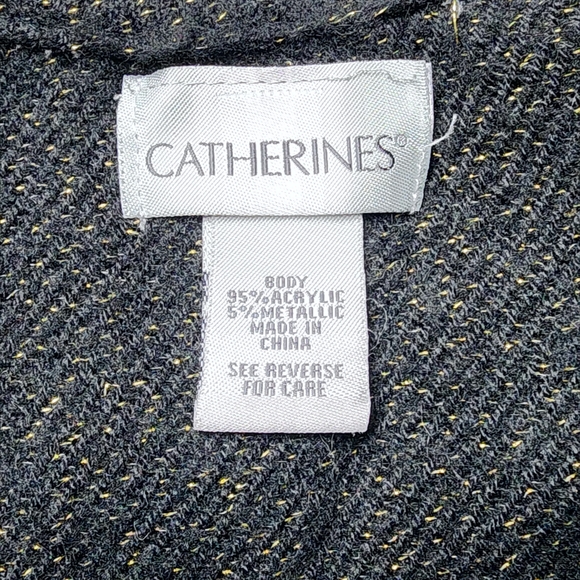 CATHERINES®
BODY
95%ACRYLIC
5%METALLIC
MADE IN
CHINA
SEE REVERSE
FOR CARE